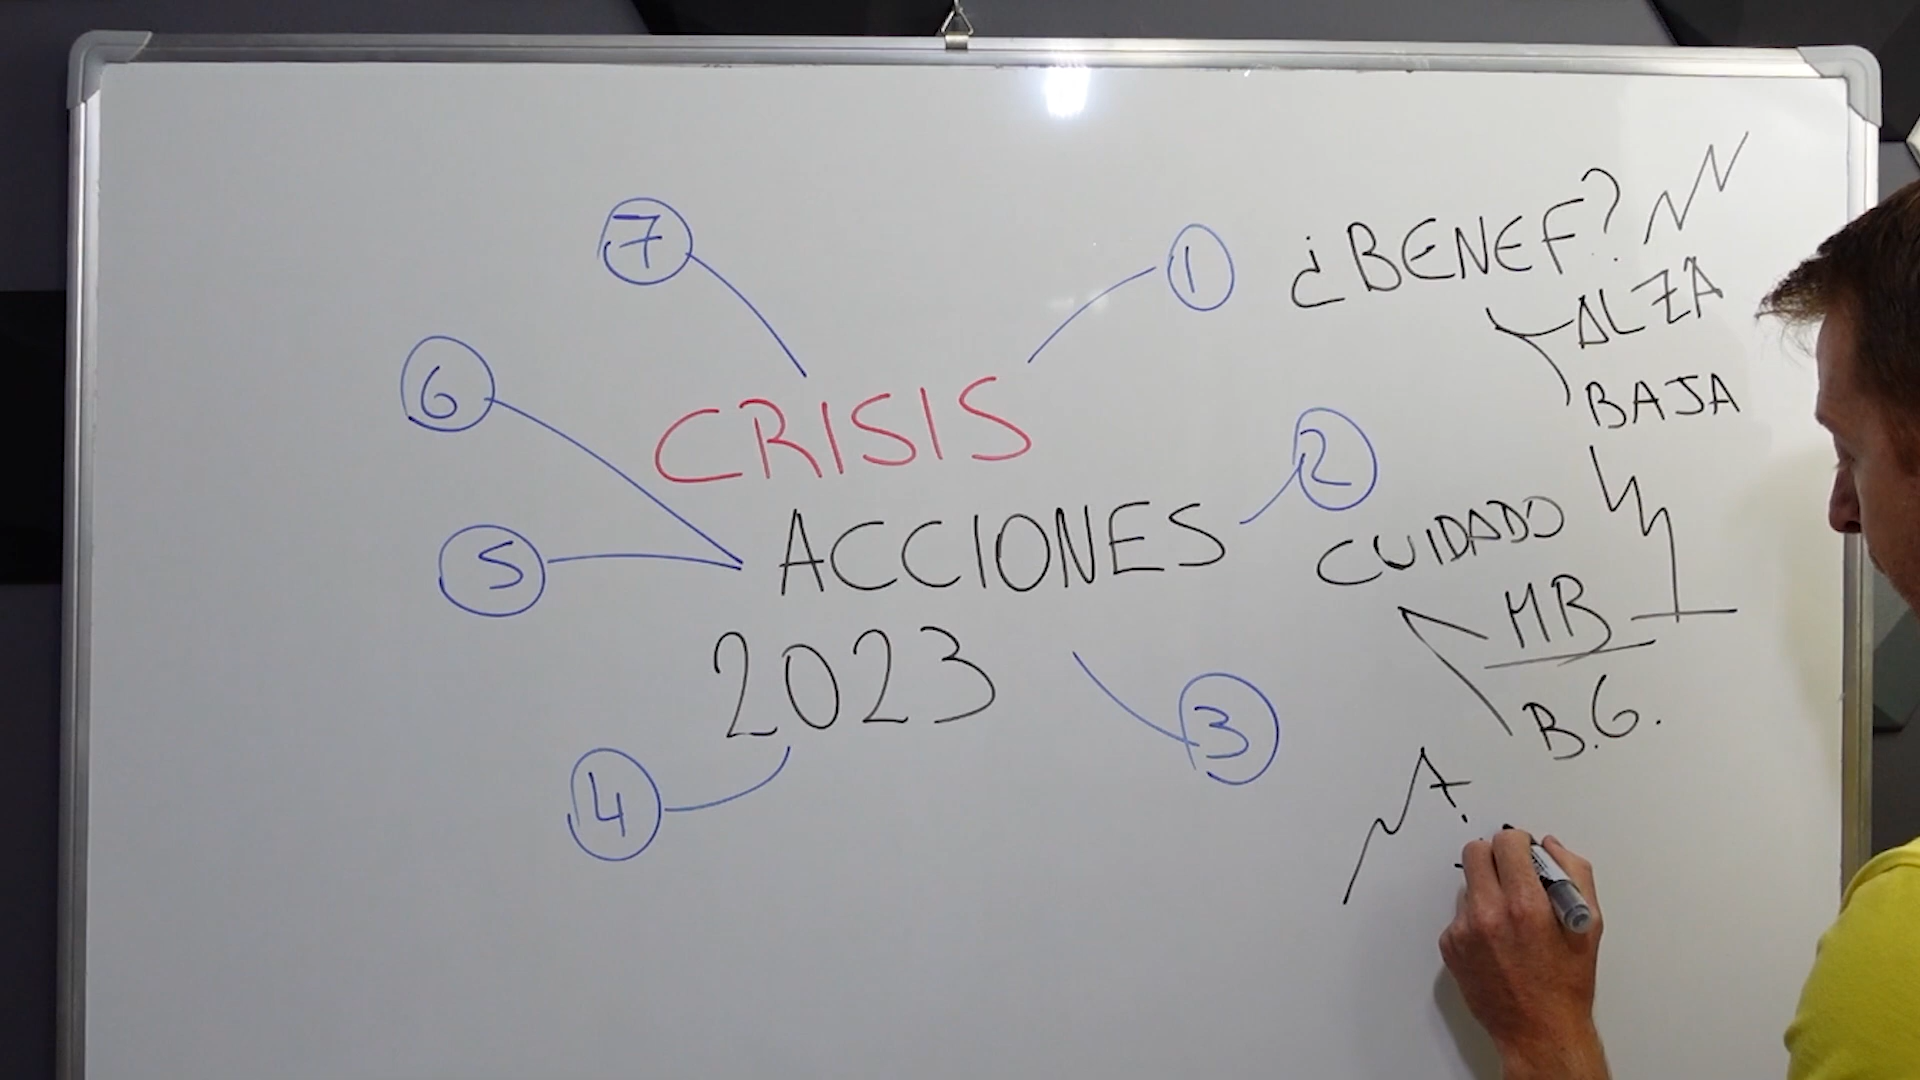 CRISIS
ACCIONES
2023
1
¿BENEF?
ALZA
BAJA
2
CUIDADO
MB
B.G.
3
4
5
6
7